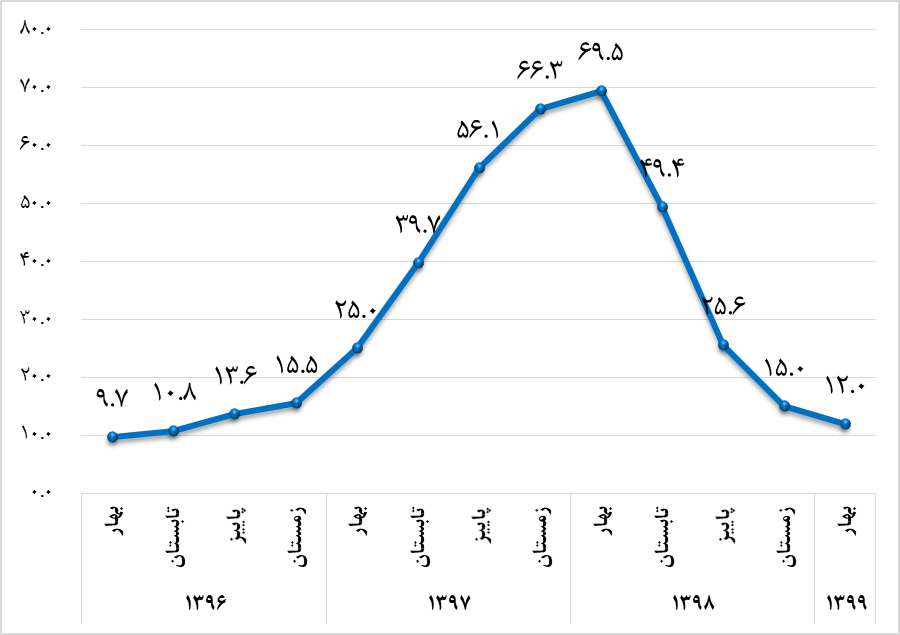 ۸۰.۰
۷۰.۰
۶۰.۰
۵۰.۰
۴۰.۰
۳۰.۰
۲۰.۰
۱۰.۰
۰.۰
۹.۷
۱۰.۸
۱۳.۶
۱۵.۵
۲۵.۰
۳۹.۷
۵۶.۱
۶۶.۳
۶۹.۵
۴۹.۴
۲۵.۶
۱۵.۰
۱۲.۰
بهار
تابستان
پاییز
زمستان
بهار
تابستان
پاییز
زمستان
بهار
تابستان
پاییز
زمستان
بهار
۱۳۹۶
۱۳۹۷
۱۳۹۸
۱۳۹۹